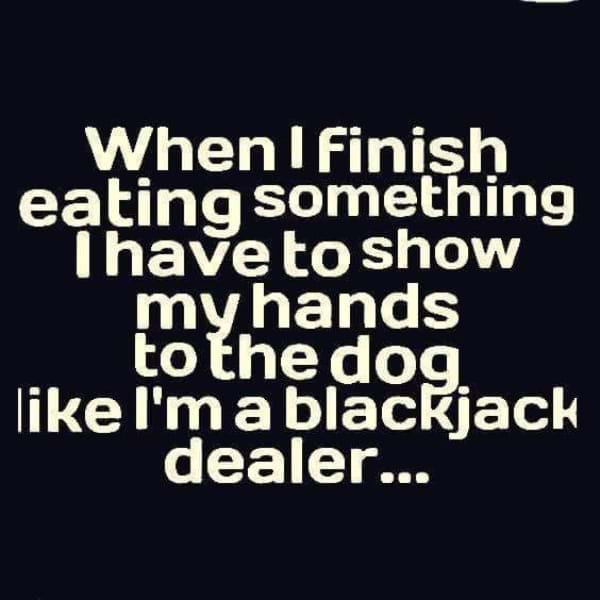 When I finish
eating something
I have to show
my hands
to the dog
like I'm a blackjack
dealer...